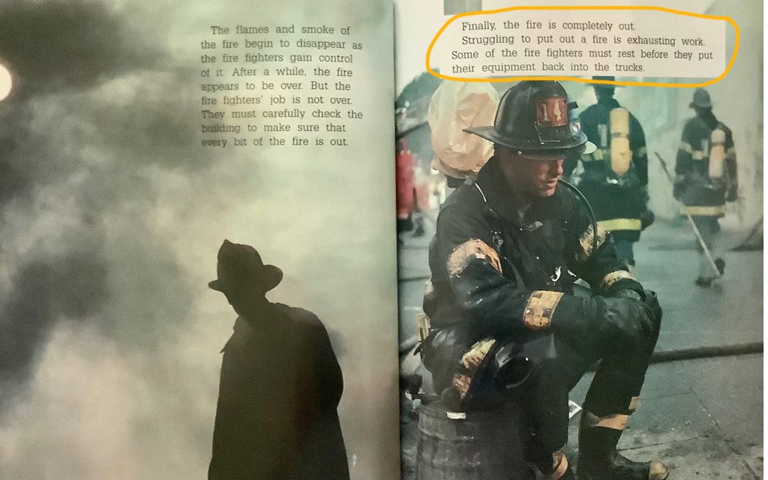 The flames and smoke of
the fire begin to disappear as
the fire fighters gain control
of it. After a while, the fire
appears to be over. But the
fire fighters' job is not over.
They must carefully check the
building to make sure that
every bit of the fire is out.
Finally, the fire is completely out.
Struggling to put out a fire is exhausting work.
Some of the fire fighters must rest before they put
their equipment back into the trucks.
14